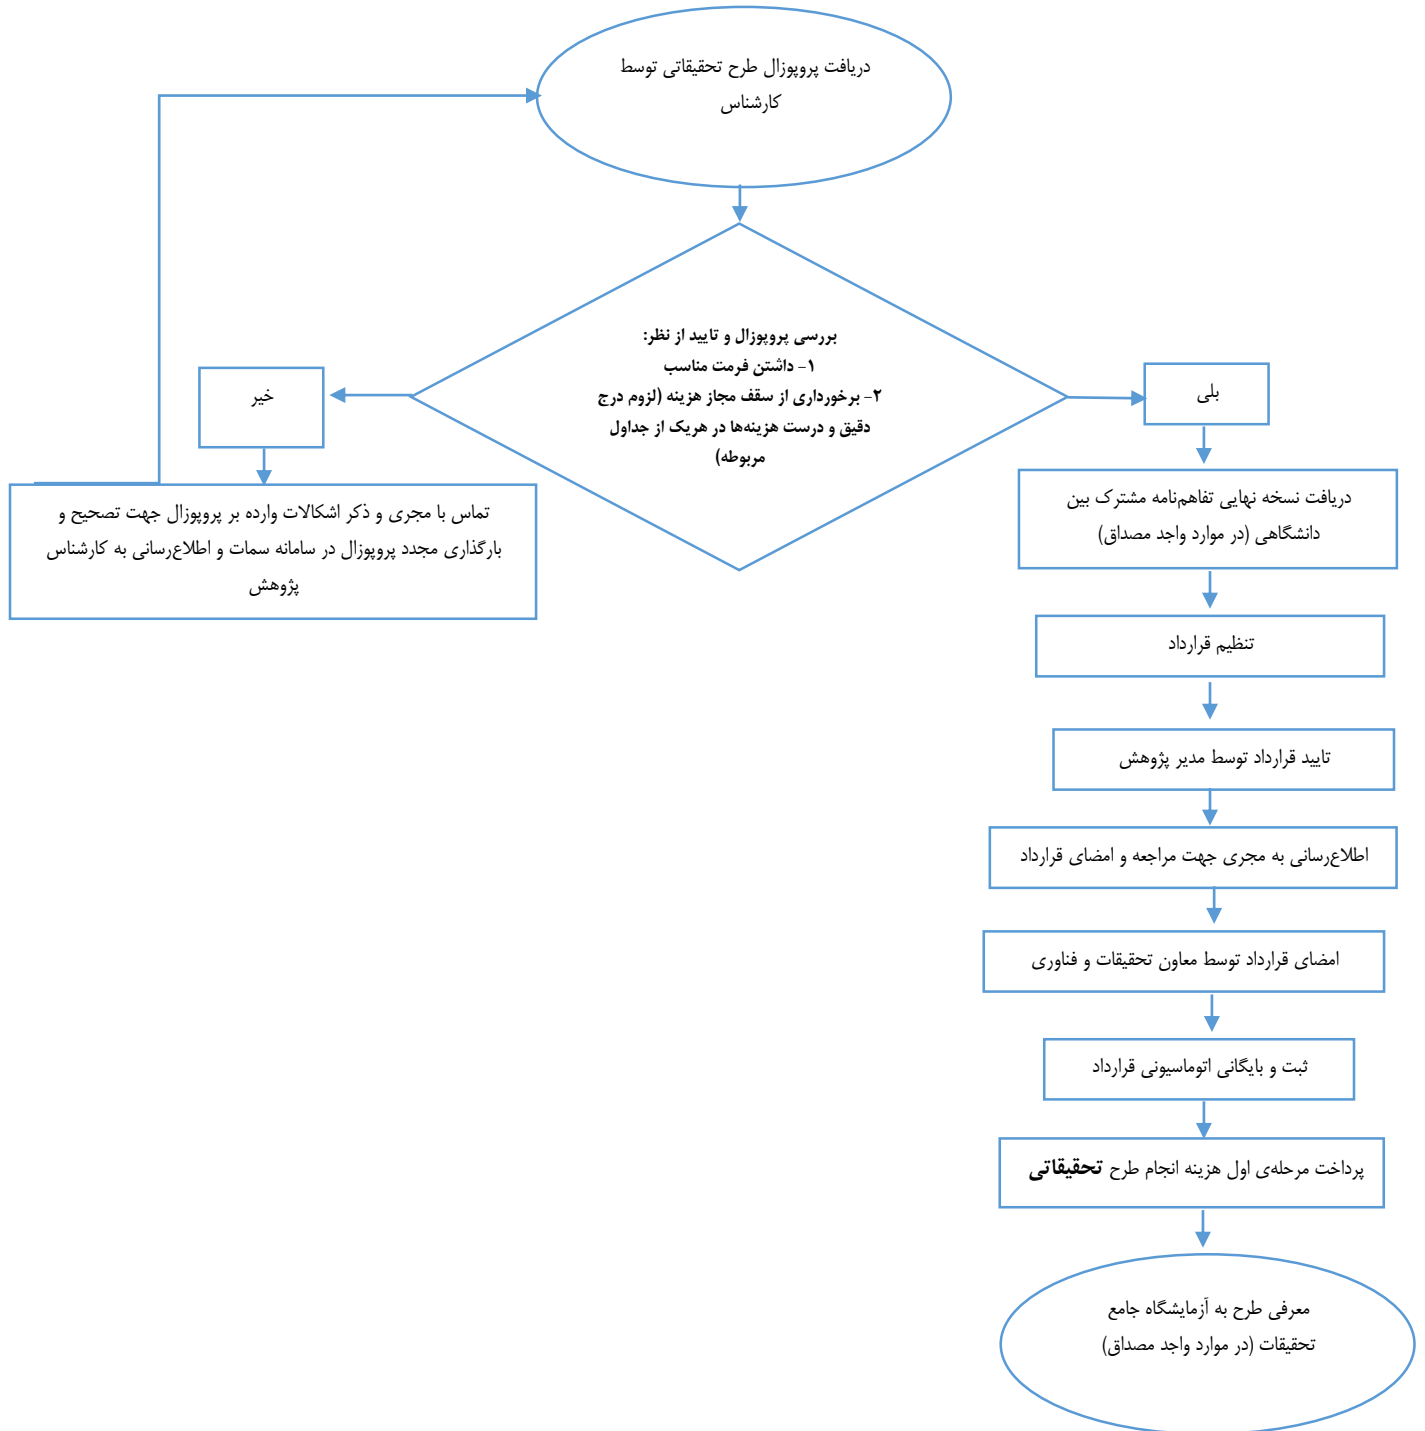 دریافت پروپوزال طرح تحقیقاتی توسط
کارشناس
بررسی پروپوزال و تایید از نظر:
۱- داشتن فرمت مناسب
۲- برخورداری از سقف مجاز هزینه (لزوم درج
دقیق و درست هزینه‌ها در هریک از جداول
مربوطه)
بلی
خیر
تماس با مجری و ذکر اشکالات وارده بر پروپوزال جهت تصحیح و
بارگذاری مجدد پروپوزال در سامانه سمات و اطلاع‌رسانی به کارشناس
پژوهش
دریافت نسخه نهایی تفاهم‌نامه مشترک بین
دانشگاهی (در موارد واجد مصداق)
تنظیم قرارداد
تایید قرارداد توسط مدیر پژوهش
اطلاع‌رسانی به مجری جهت مراجعه و امضای قرارداد
امضای قرارداد توسط معاون تحقیقات و فناوری
ثبت و بایگانی اتوماسیونی قرارداد
پرداخت مرحله‌ی اول هزینه انجام طرح تحقیقاتی
معرفی طرح به آزمایشگاه جامع
تحقیقات (در موارد واجد مصداق)